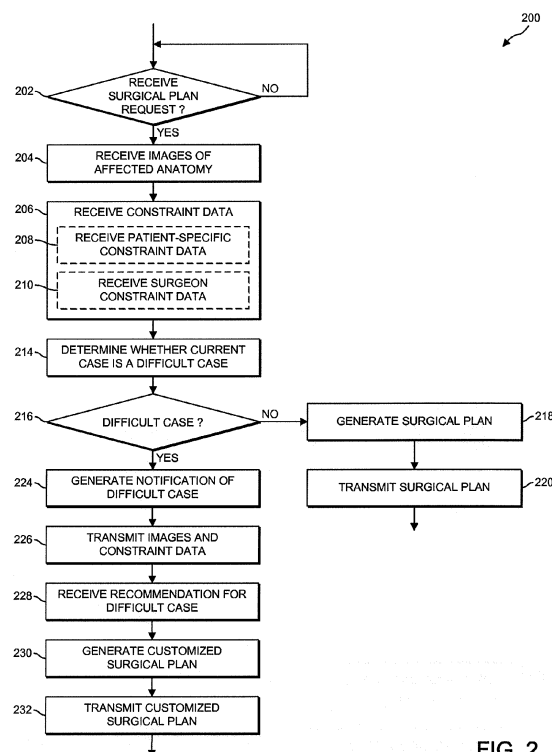 200
202
RECEIVE
SURGICAL PLAN
REQUEST ?
NO
YES
204
RECEIVE IMAGES OF
AFFECTED ANATOMY
206
RECEIVE CONSTRAINT DATA
208
RECEIVE PATIENT-SPECIFIC
CONSTRAINT DATA
210
RECEIVE SURGEON
CONSTRAINT DATA
214
DETERMINE WHETHER CURRENT
CASE IS A DIFFICULT CASE
216
DIFFICULT CASE ?
NO
YES
GENERATE SURGICAL PLAN
218
TRANSMIT SURGICAL PLAN
220
224
GENERATE NOTIFICATION OF
DIFFICULT CASE
226
TRANSMIT IMAGES AND
CONSTRAINT DATA
228
RECEIVE RECOMMENDATION FOR
DIFFICULT CASE
230
GENERATE CUSTOMIZED
SURGICAL PLAN
232
TRANSMIT CUSTOMIZED
SURGICAL PLAN
FIG. 2